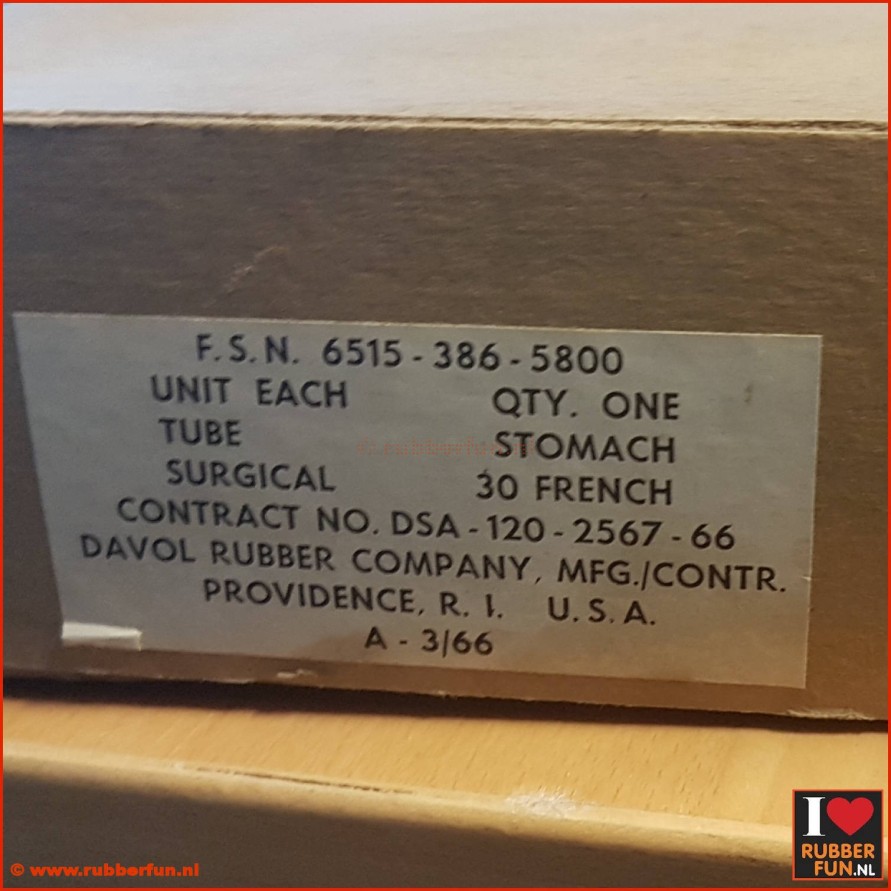 F. S. N. 6515 - 386 - 5800
UNIT EACH QTY. ONE
TUBE STOMACH
SURGICAL 30 FRENCH
CONTRACT NO. DSA - 120 - 2567 - 66
DAVOL RUBBER COMPANY, MFG./CONTR.
PROVIDENCE, R. I. U. S. A.
A - 3/66
I ❤ RUBBER FUN.NL
© www.rubberfun.nl